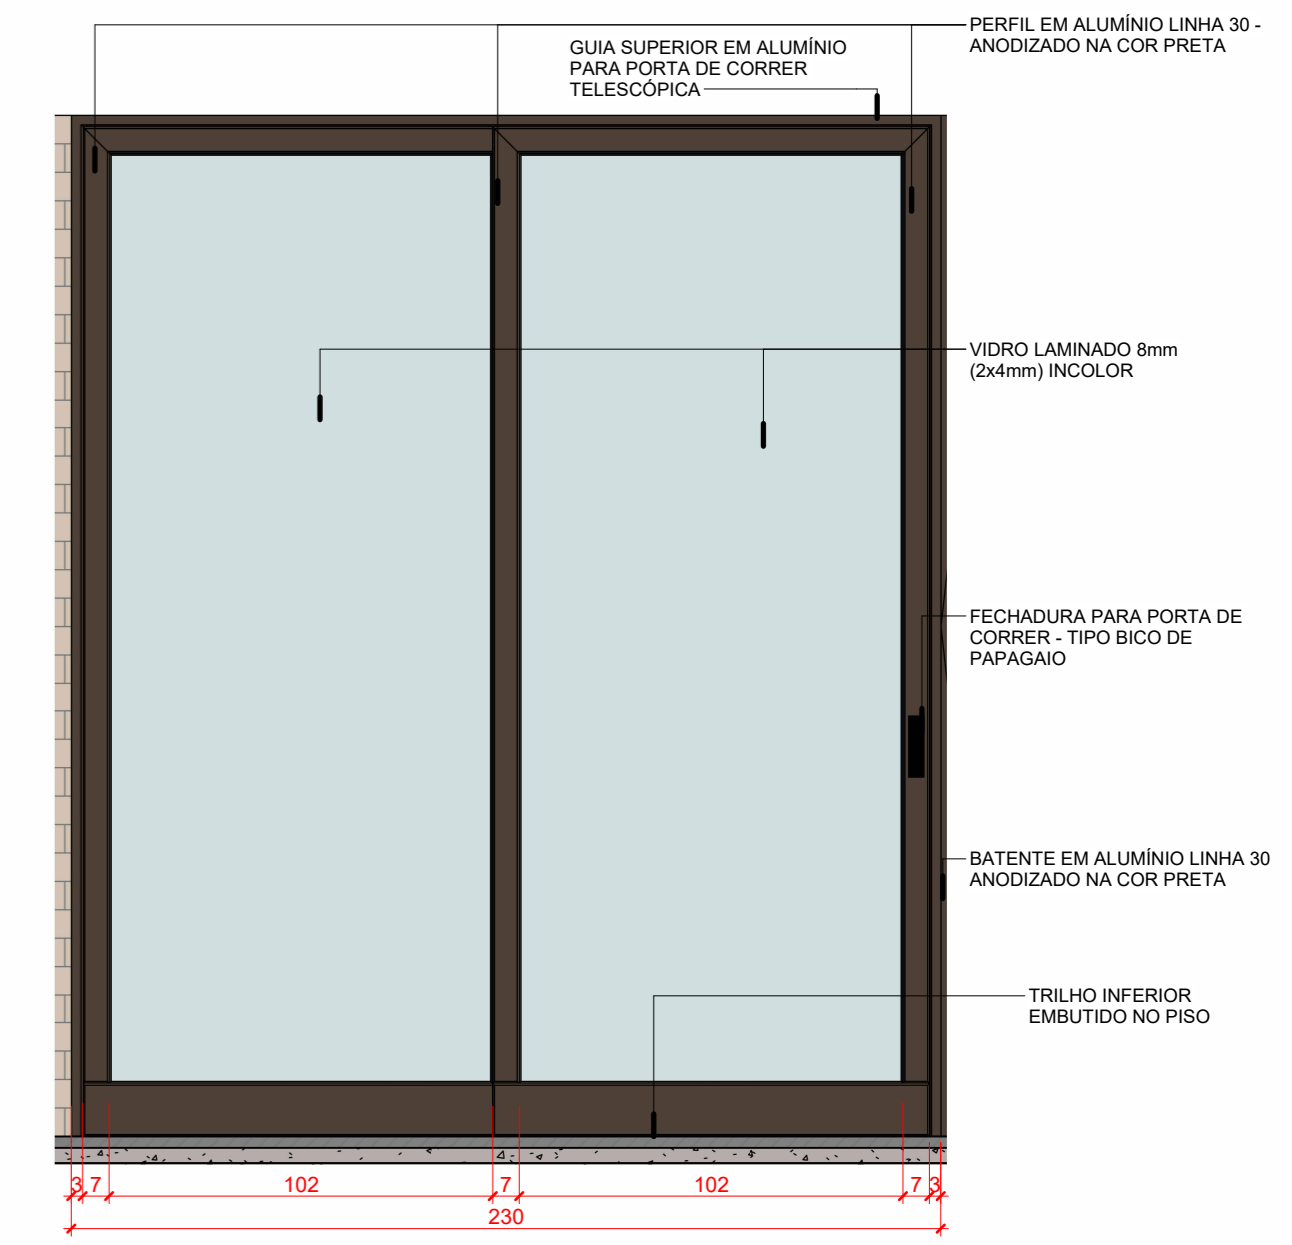 PERFIL EM ALUMÍNIO LINHA 30 -
ANODIZADO NA COR PRETA
GUIA SUPERIOR EM ALUMÍNIO
PARA PORTA DE CORRER
TELESCÓPICA
VIDRO LAMINADO 8mm
(2x4mm) INCOLOR
FECHADURA PARA PORTA DE
CORRER - TIPO BICO DE
PAPAGAIO
BATENTE EM ALUMÍNIO LINHA 30
ANODIZADO NA COR PRETA
TRILHO INFERIOR
EMBUTIDO NO PISO
3 7 102 7 102 7 3
230